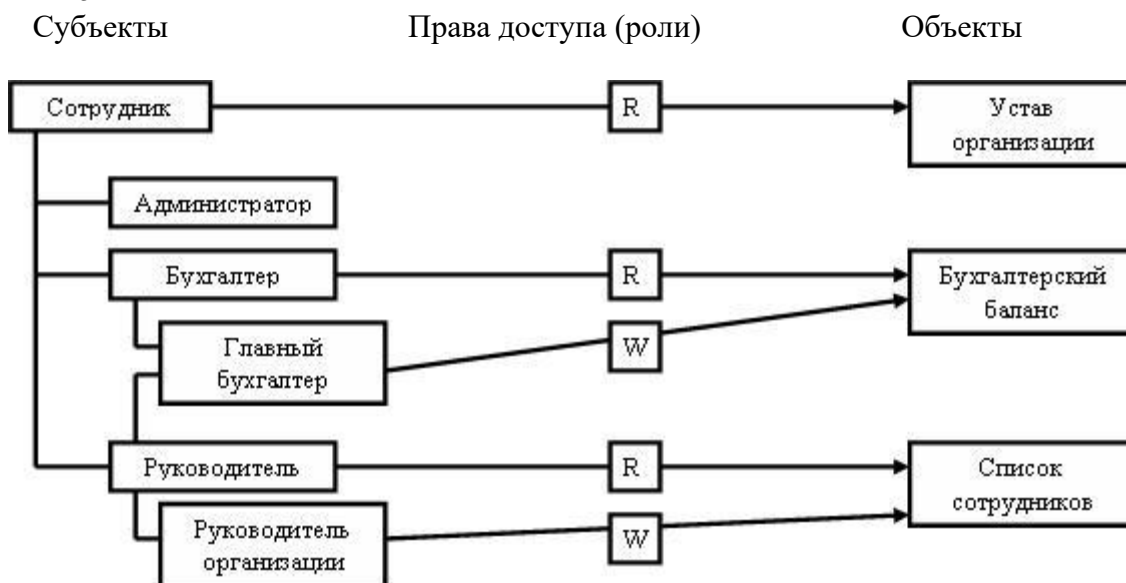 Субъекты Права доступа (роли) Объекты
Сотрудник R Устав
организации
Администратор
Бухгалтер R Бухгалтерский
баланс
Главный
бухгалтер W
Руководитель R Список
сотрудников
Руководитель
организации W